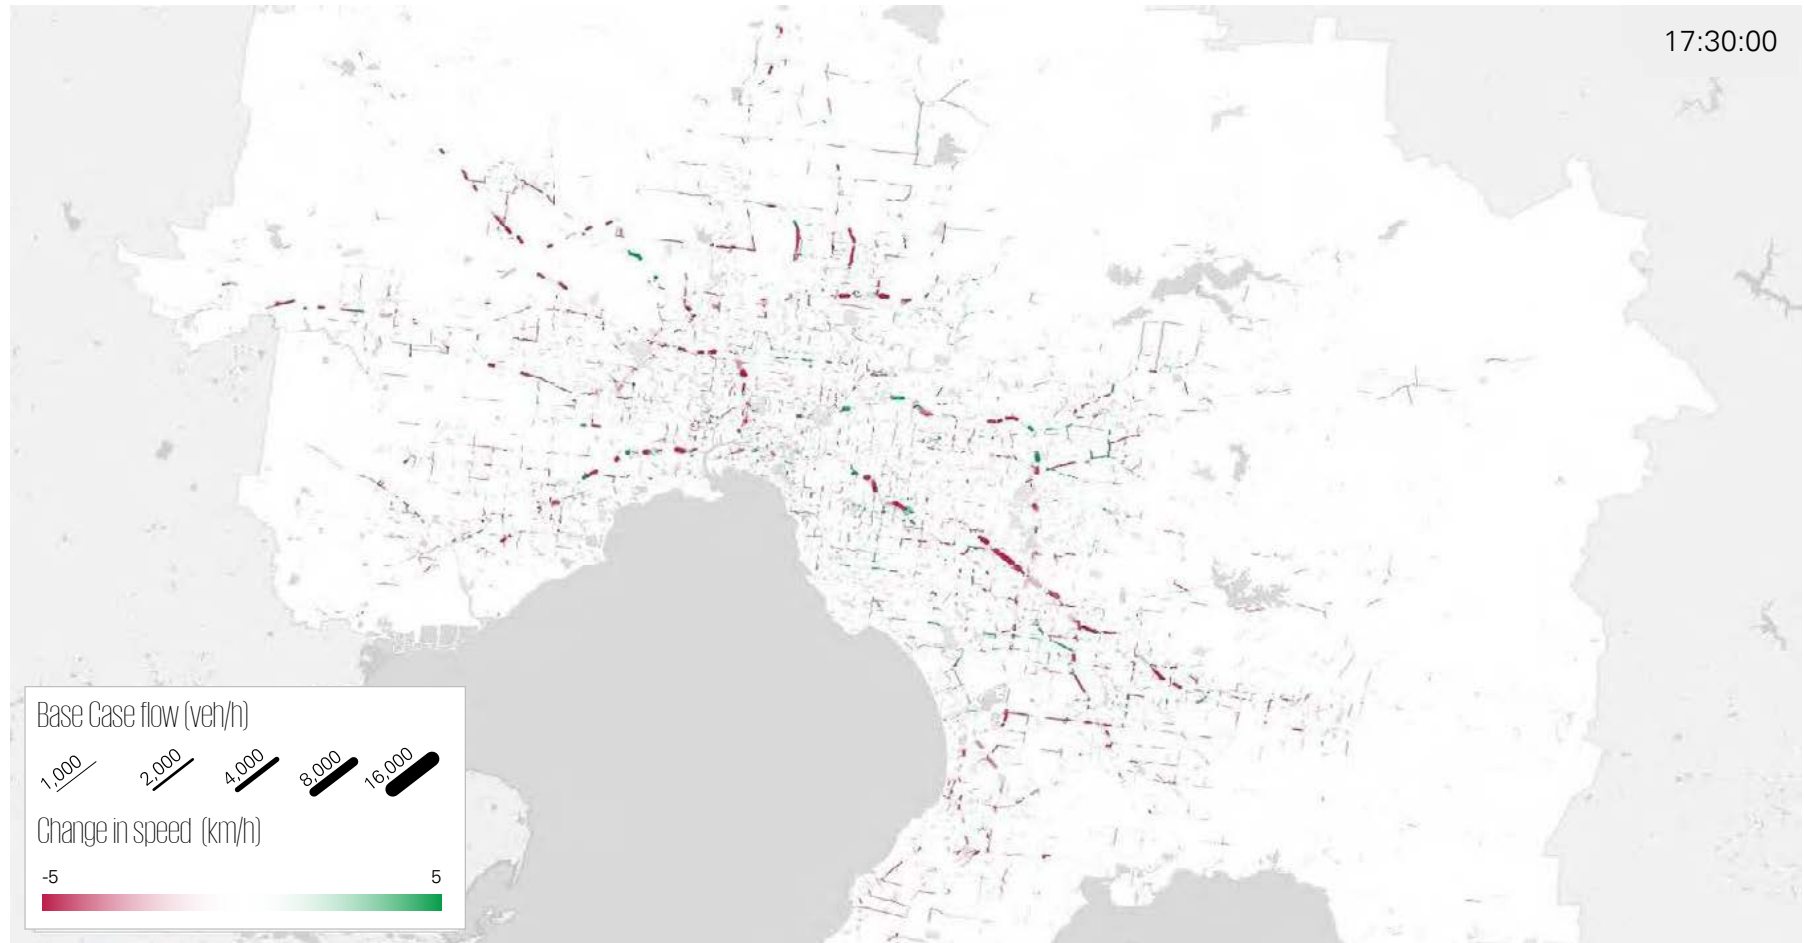 17:30:00
Base Case flow (veh/h)
1,000 2,000 4,000 8,000 16,000
Change in speed (km/h)
-5 5